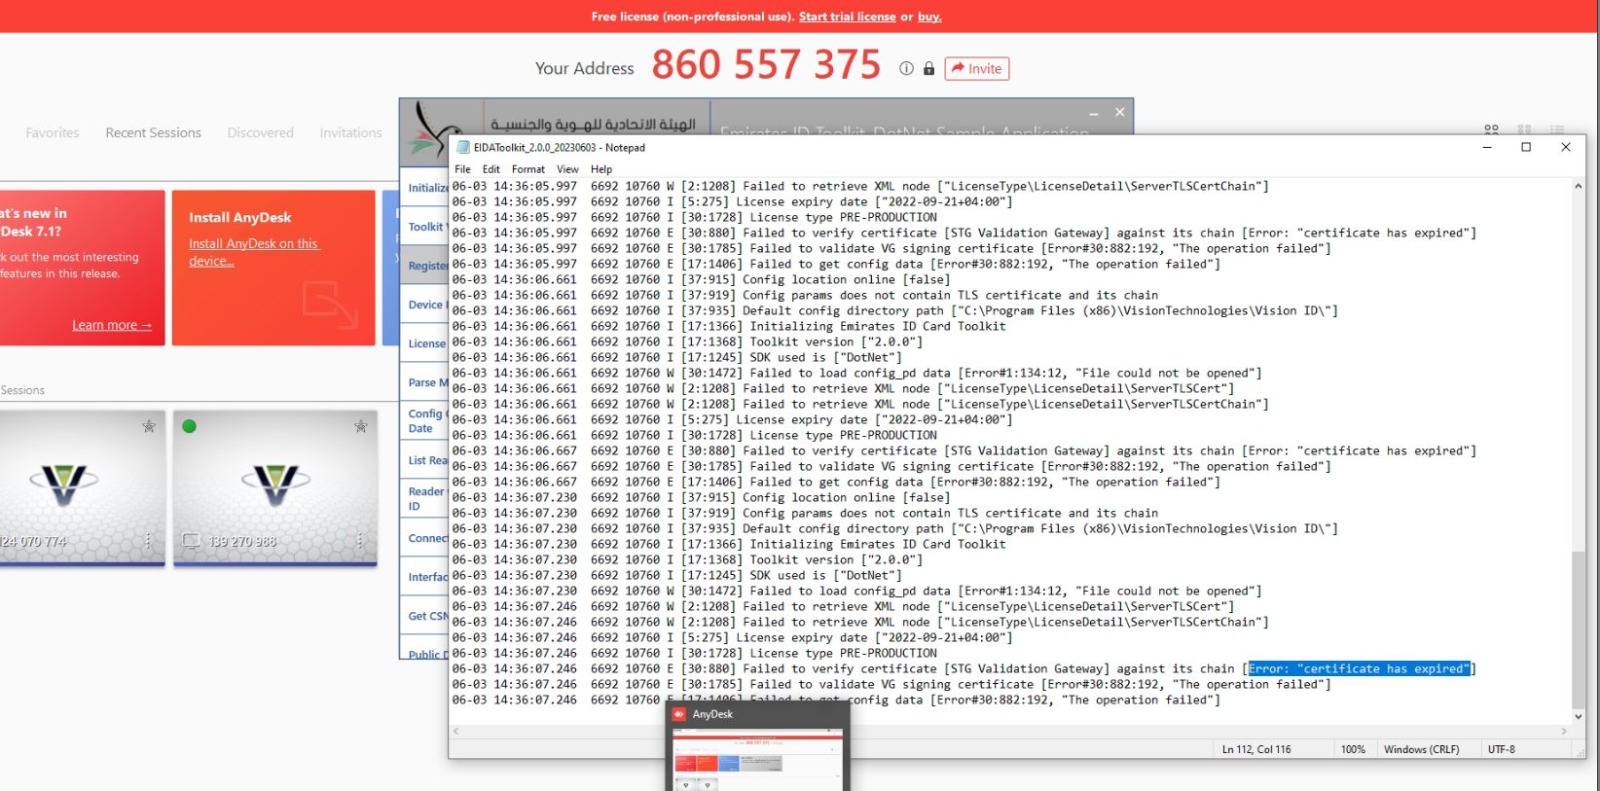 Free license (non-professional use). Start trial license or buy.
Your Address 860 557 375 Invite
Favorites Recent Sessions Discovered Invitations
at's new in
Desk 7.1?
ck out the most interesting
features in this release.
Learn more →
Install AnyDesk
Install AnyDesk on this
device...
Sessions
124 070 774
139 270 988
الهيئة الاتحادية للهوية والجنسية
Emirates ID Toolkit DotNet Sample Application
Initialize
Toolkit
Register
Device
License
Parse M
Config
Date
List Rea
Reader
ID
Connec
Interfac
Get CSN
Public D
EIDAToolkit_2.0.0_20230603 - Notepad
File Edit Format View Help
06-03 14:36:05.997 6692 10760 W [2:1208] Failed to retrieve XML node ["LicenseType\LicenseDetail\ServerTLSCertChain"]
06-03 14:36:05.997 6692 10760 I [5:275] License expiry date ["2022-09-21+04:00"]
06-03 14:36:05.997 6692 10760 I [30:1728] License type PRE-PRODUCTION
06-03 14:36:05.997 6692 10760 E [30:880] Failed to verify certificate [STG Validation Gateway] against its chain [Error: "certificate has expired"]
06-03 14:36:05.997 6692 10760 E [30:1785] Failed to validate VG signing certificate [Error#30:882:192, "The operation failed"]
06-03 14:36:05.997 6692 10760 E [17:1406] Failed to get config data [Error#30:882:192, "The operation failed"]
06-03 14:36:06.661 6692 10760 I [37:915] Config location online [false]
06-03 14:36:06.661 6692 10760 I [37:919] Config params does not contain TLS certificate and its chain
06-03 14:36:06.661 6692 10760 I [37:935] Default config directory path ["C:\Program Files (x86)\VisionTechnologies\Vision ID\"]
06-03 14:36:06.661 6692 10760 I [17:1366] Initializing Emirates ID Card Toolkit
06-03 14:36:06.661 6692 10760 I [17:1368] Toolkit version ["2.0.0"]
06-03 14:36:06.661 6692 10760 I [17:1245] SDK used is ["DotNet"]
06-03 14:36:06.661 6692 10760 W [30:1472] Failed to load config_pd data [Error#1:134:12, "File could not be opened"]
06-03 14:36:06.661 6692 10760 W [2:1208] Failed to retrieve XML node ["LicenseType\LicenseDetail\ServerTLSCert"]
06-03 14:36:06.661 6692 10760 W [2:1208] Failed to retrieve XML node ["LicenseType\LicenseDetail\ServerTLSCertChain"]
06-03 14:36:06.661 6692 10760 I [5:275] License expiry date ["2022-09-21+04:00"]
06-03 14:36:06.661 6692 10760 I [30:1728] License type PRE-PRODUCTION
06-03 14:36:06.667 6692 10760 E [30:880] Failed to verify certificate [STG Validation Gateway] against its chain [Error: "certificate has expired"]
06-03 14:36:06.667 6692 10760 E [30:1785] Failed to validate VG signing certificate [Error#30:882:192, "The operation failed"]
06-03 14:36:06.667 6692 10760 E [17:1406] Failed to get config data [Error#30:882:192, "The operation failed"]
06-03 14:36:07.230 6692 10760 I [37:915] Config location online [false]
06-03 14:36:07.230 6692 10760 I [37:919] Config params does not contain TLS certificate and its chain
06-03 14:36:07.230 6692 10760 I [37:935] Default config directory path ["C:\Program Files (x86)\VisionTechnologies\Vision ID\"]
06-03 14:36:07.230 6692 10760 I [17:1366] Initializing Emirates ID Card Toolkit
06-03 14:36:07.230 6692 10760 I [17:1368] Toolkit version ["2.0.0"]
06-03 14:36:07.230 6692 10760 I [17:1245] SDK used is ["DotNet"]
06-03 14:36:07.230 6692 10760 W [30:1472] Failed to load config_pd data [Error#1:134:12, "File could not be opened"]
06-03 14:36:07.246 6692 10760 W [2:1208] Failed to retrieve XML node ["LicenseType\LicenseDetail\ServerTLSCert"]
06-03 14:36:07.246 6692 10760 W [2:1208] Failed to retrieve XML node ["LicenseType\LicenseDetail\ServerTLSCertChain"]
06-03 14:36:07.246 6692 10760 I [5:275] License expiry date ["2022-09-21+04:00"]
06-03 14:36:07.246 6692 10760 I [30:1728] License type PRE-PRODUCTION
06-03 14:36:07.246 6692 10760 E [30:880] Failed to verify certificate [STG Validation Gateway] against its chain [Error: "certificate has expired"]
06-03 14:36:07.246 6692 10760 E [30:1785] Failed to validate VG signing certificate [Error#30:882:192, "The operation failed"]
06-03 14:36:07.246 6692 10760 E [17:1406] Failed to get config data [Error#30:882:192, "The operation failed"]
AnyDesk
Ln 112, Col 116 100% Windows (CRLF) UTF-8